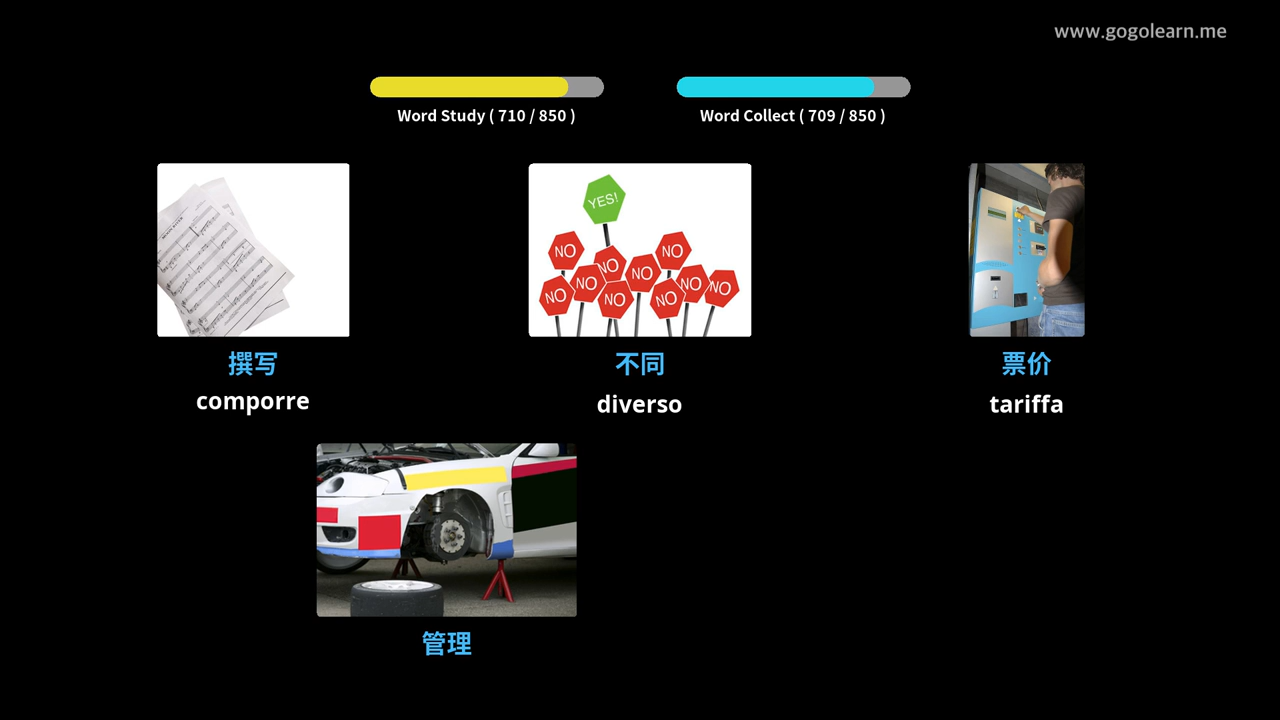 www.gogolearn.me
Word Study ( 710 / 850 )
Word Collect ( 709 / 850 )
YES!
NO
NO
NO
NO
NO
NO
NO
NO
NO
NO
撰写
不同
票价
comporre
diverso
tariffa
管理